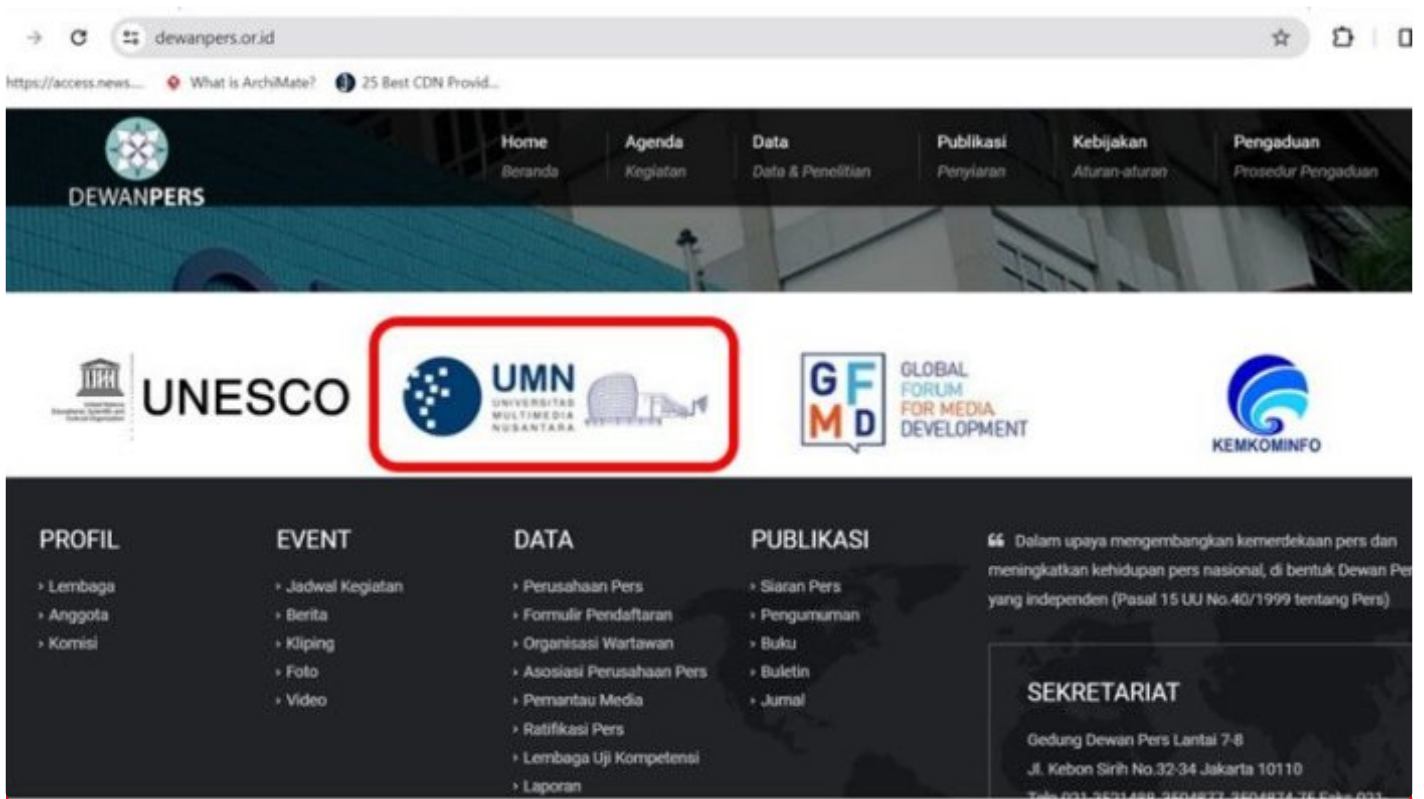 dewanpers.or.id
https://access.news....
What is ArchiMate?
25 Best CDN Provid...
DEWANPERS
Home
Beranda
Agenda
Kegiatan
Data
Data & Penelitian
Publikasi
Penyiaran
Kebijakan
Aturan-aturan
Pengaduan
Prosedur Pengaduan
UNESCO
UMN
UNIVERSITAS
MULTIMEDIA
NUSANTARA
GFMD
GLOBAL
FORUM
FOR MEDIA
DEVELOPMENT
KEMKOMINFO
PROFIL
› Lembaga
› Anggota
› Komisi
EVENT
› Jadwal Kegiatan
› Berita
› Kliping
› Foto
› Video
DATA
› Perusahaan Pers
› Formulir Pendaftaran
› Organisasi Wartawan
› Asosiasi Perusahaan Pers
› Pemantau Media
› Ratifikasi Pers
› Lembaga Uji Kompetensi
› Laporan
PUBLIKASI
› Siaran Pers
› Pengumuman
› Buku
› Buletin
› Jurnal
❝ Dalam upaya mengembangkan kemerdekaan pers dan
meningkatkan kehidupan pers nasional, di bentuk Dewan Per
yang independen (Pasal 15 UU No.40/1999 tentang Pers)
SEKRETARIAT
Gedung Dewan Pers Lantai 7-8
Jl. Kebon Sirih No.32-34 Jakarta 10110